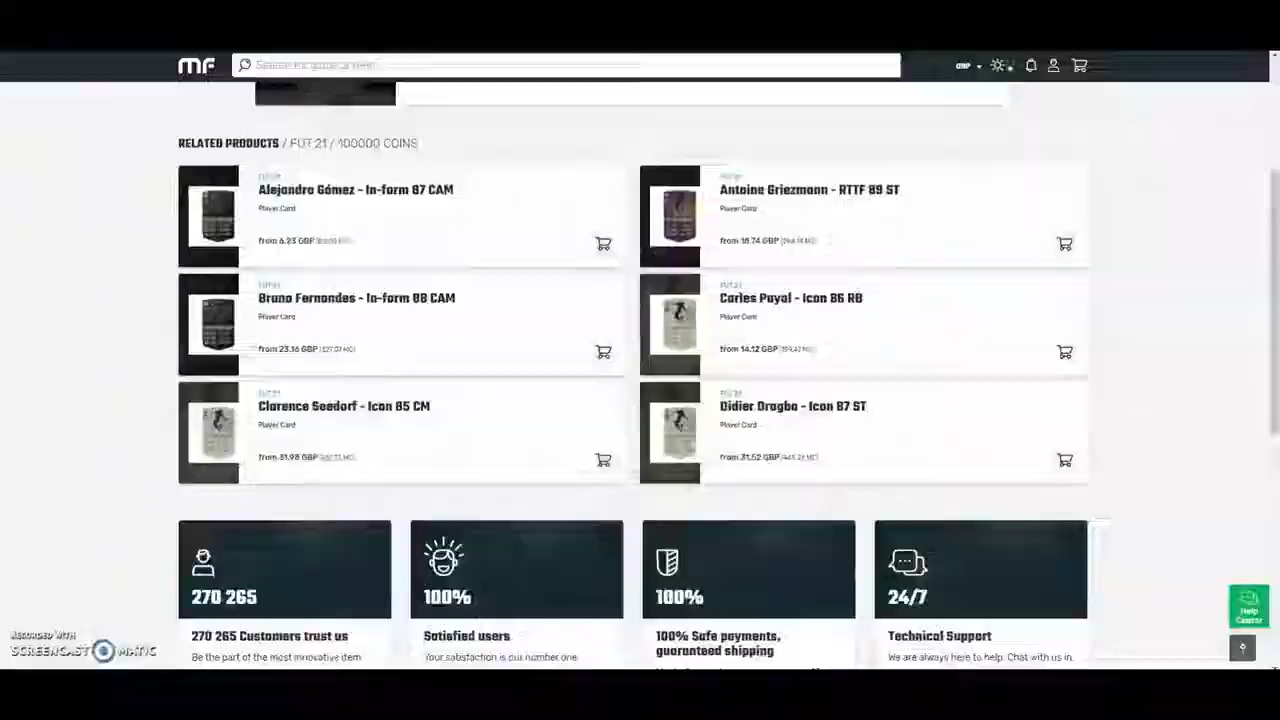 MF
GBP
RELATED PRODUCTS / FUT 21 / 100000 COINS
Alejandro Gómez - In-form 87 CAM
Player Card
from 6.23 GBP
Antoine Griezmann - RTTF 89 ST
Player Card
from 18.74 GBP
Bruno Fernandes - In-form 88 CAM
Player Card
from 23.16 GBP
Carles Puyol - Icon 86 RB
Player Card
from 14.12 GBP
Clarence Seedorf - Icon 85 CM
Player Card
from 31.98 GBP
Didier Drogba - Icon 87 ST
Player Card
from 31.52 GBP
270 265
100%
100%
24/7
270 265 Customers trust us
Satisfied users
100% Safe payments,
guaranteed shipping
Technical Support
Be the part of the most innovative item
Your satisfaction is our number one
We are always here to help. Chat with us in
Help
Center
RECORDED WITH
SCREENCAST MATIC